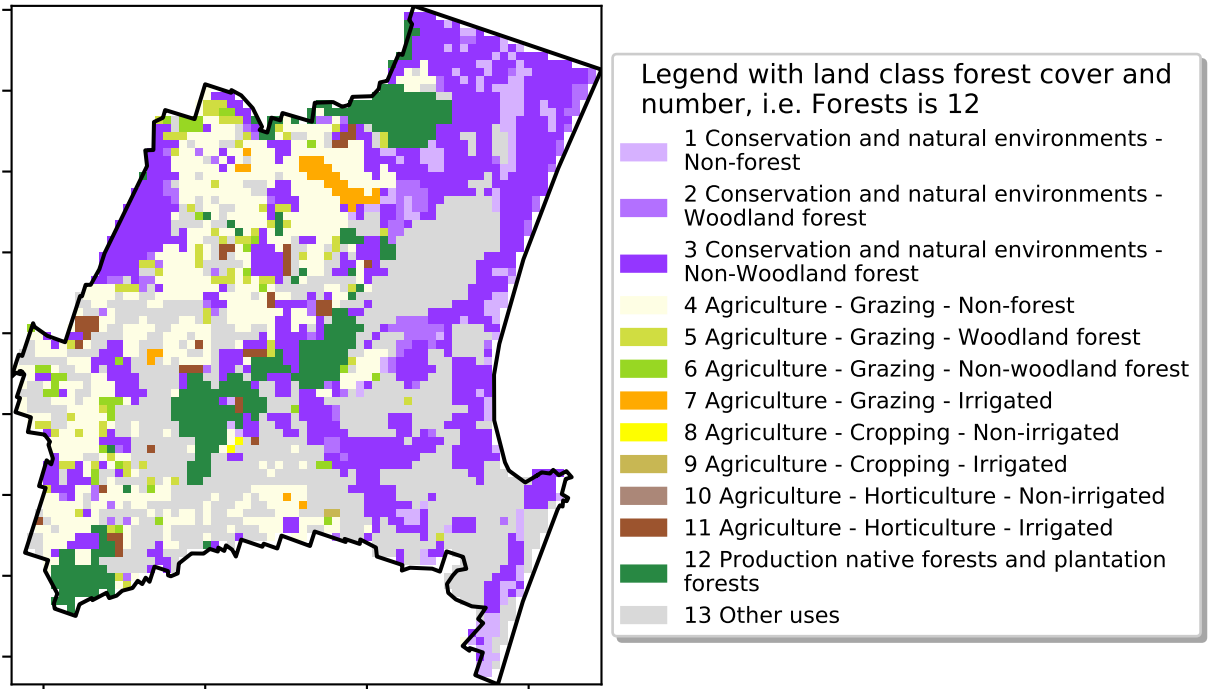 Legend with land class forest cover and
number, i.e. Forests is 12
1 Conservation and natural environments -
Non-forest
2 Conservation and natural environments -
Woodland forest
3 Conservation and natural environments -
Non-Woodland forest
4 Agriculture - Grazing - Non-forest
5 Agriculture - Grazing - Woodland forest
6 Agriculture - Grazing - Non-woodland forest
7 Agriculture - Grazing - Irrigated
8 Agriculture - Cropping - Non-irrigated
9 Agriculture - Cropping - Irrigated
10 Agriculture - Horticulture - Non-irrigated
11 Agriculture - Horticulture - Irrigated
12 Production native forests and plantation
forests
13 Other uses